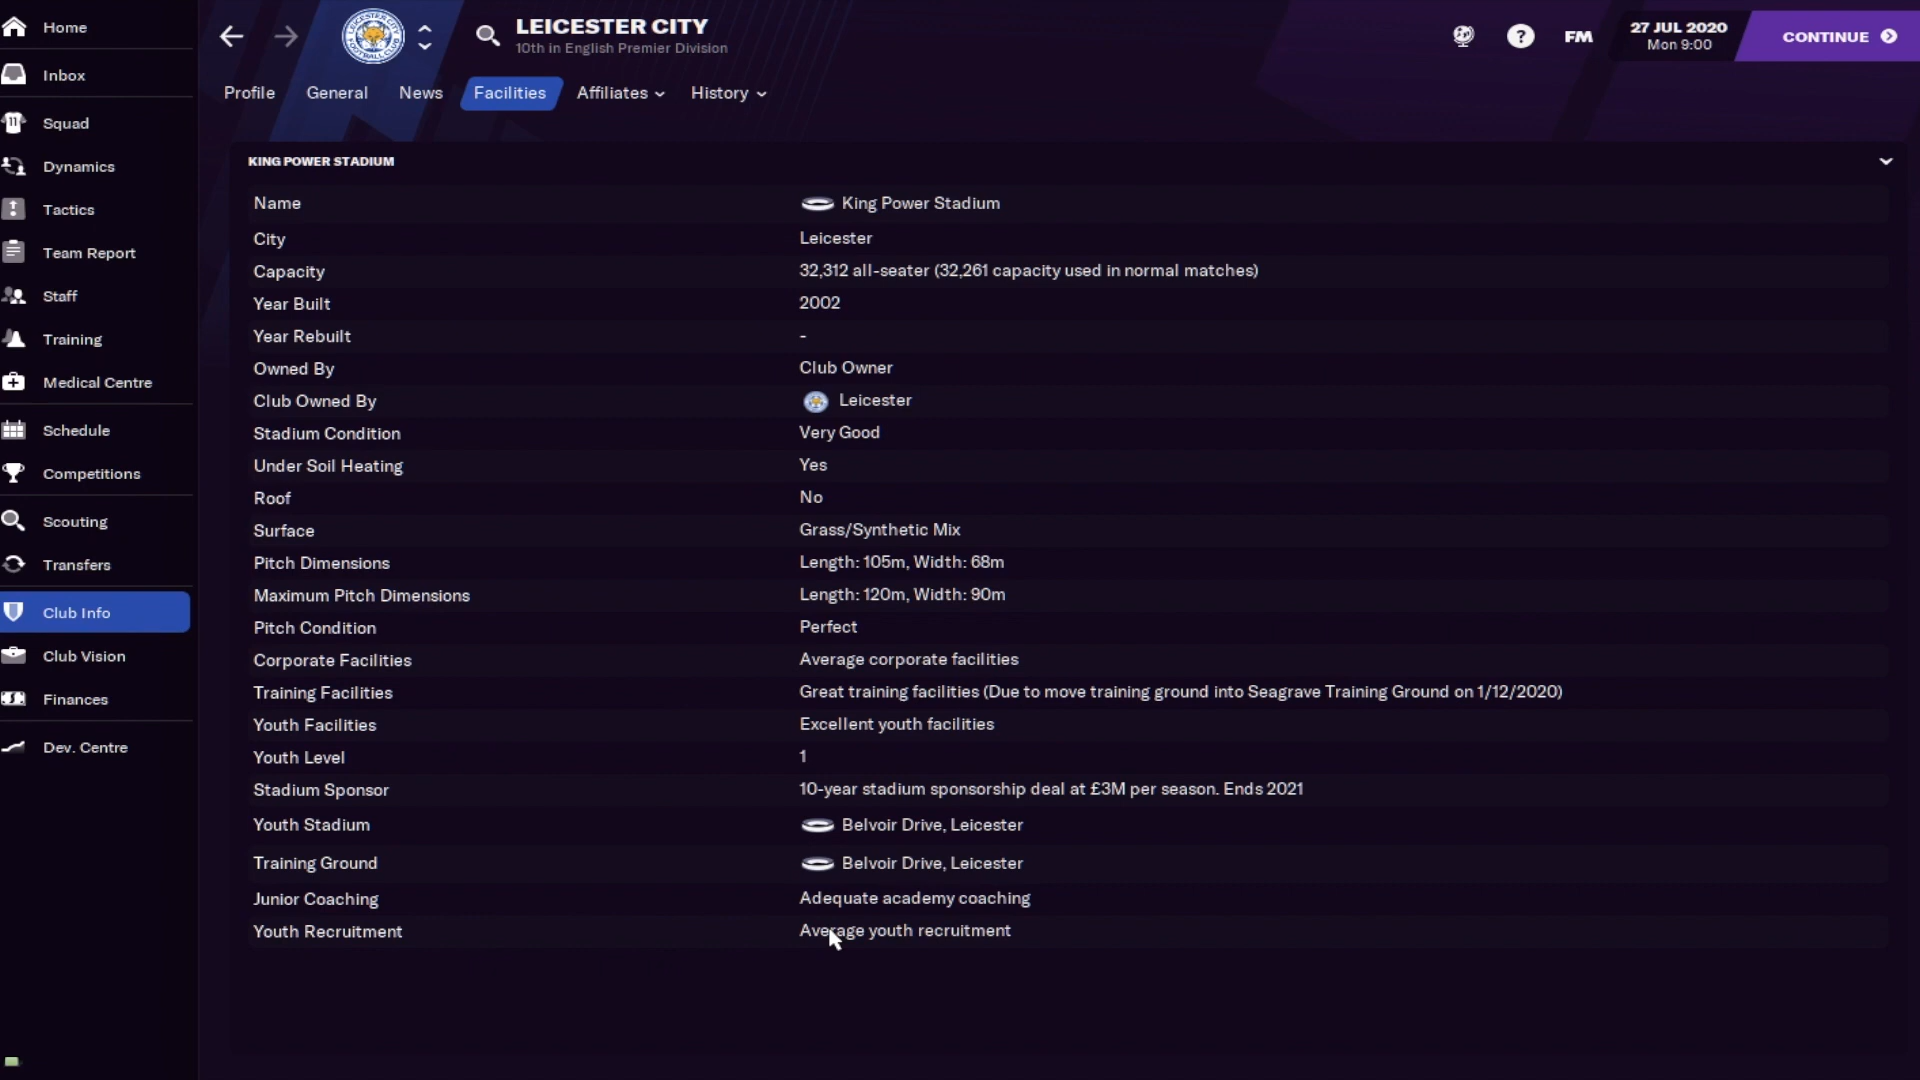 Home
Inbox
Squad
Dynamics
Tactics
Team Report
Staff
Training
Medical Centre
Schedule
Competitions
Scouting
Transfers
Club Info
Club Vision
Finances
Dev. Centre
LEICESTER CITY
10th in English Premier Division
FM
27 JUL 2020
Mon 9:00
CONTINUE
Profile General News Facilities Affiliates History
KING POWER STADIUM
Name King Power Stadium
City Leicester
Capacity 32,312 all-seater (32,261 capacity used in normal matches)
Year Built 2002
Year Rebuilt -
Owned By Club Owner
Club Owned By Leicester
Stadium Condition Very Good
Under Soil Heating Yes
Roof No
Surface Grass/Synthetic Mix
Pitch Dimensions Length: 105m, Width: 68m
Maximum Pitch Dimensions Length: 120m, Width: 90m
Pitch Condition Perfect
Corporate Facilities Average corporate facilities
Training Facilities Great training facilities (Due to move training ground into Seagrave Training Ground on 1/12/2020)
Youth Facilities Excellent youth facilities
Youth Level 1
Stadium Sponsor 10-year stadium sponsorship deal at £3M per season. Ends 2021
Youth Stadium Belvoir Drive, Leicester
Training Ground Belvoir Drive, Leicester
Junior Coaching Adequate academy coaching
Youth Recruitment Average youth recruitment